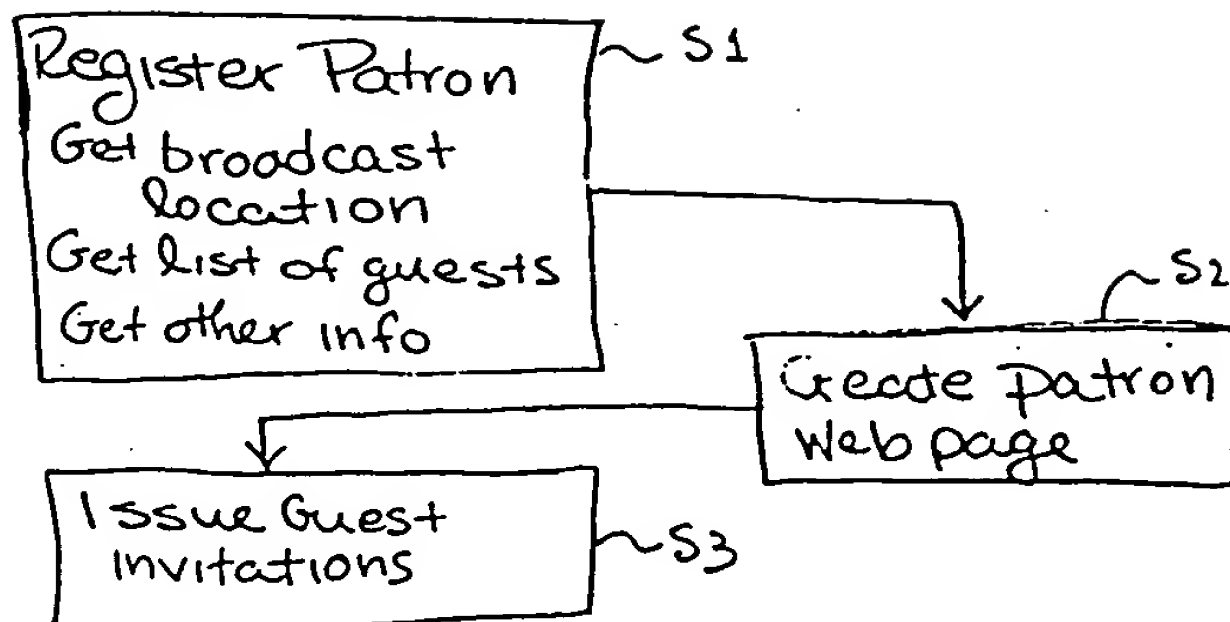 Register Patron
S1
Get broadcast
location
Get list of guests
Get other info
S2
Create patron
Web page
Issue Guest
invitations
S3